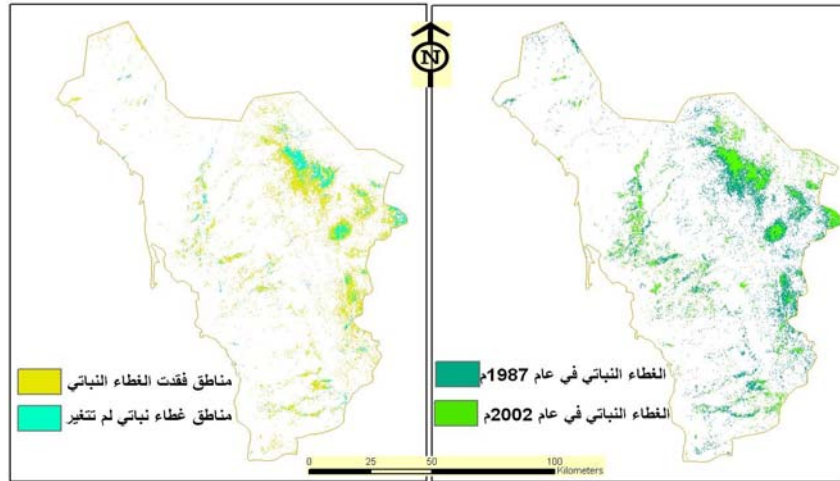 N
الغطاء النباتي في عام 1987م
الغطاء النباتي في عام 2002م
مناطق فقدت الغطاء النباتي
مناطق غطاء نباتي لم تتغير
0 25 50 100
Kilometers